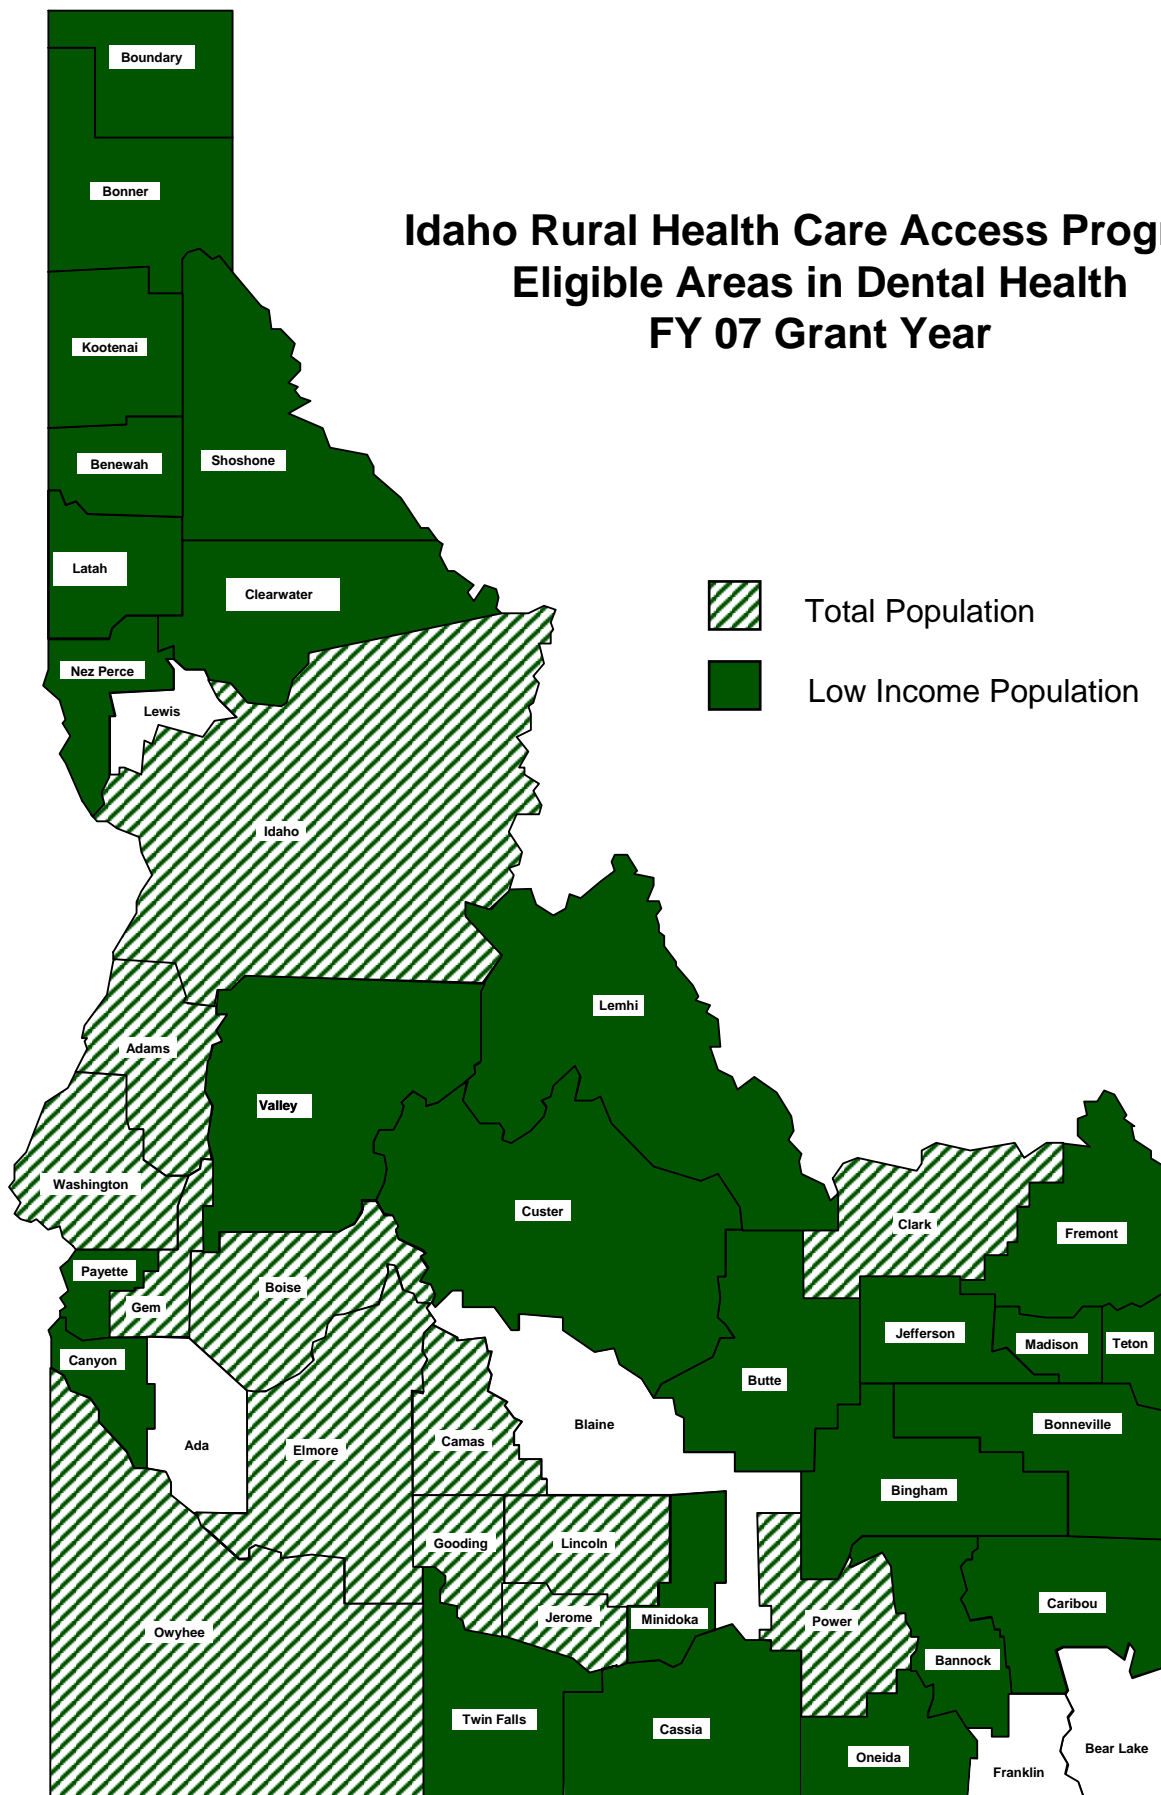 Boundary
Bonner
Idaho Rural Health Care Access Prog
Eligible Areas in Dental Health
FY 07 Grant Year
Kootenai
Benewah
Shoshone
Latah
Clearwater
Total Population
Nez Perce
Low Income Population
Lewis
Idaho
Lemhi
Adams
Valley
Washington
Custer
Clark
Fremont
Payette
Boise
Gem
Jefferson
Madison
Teton
Canyon
Butte
Blaine
Bonneville
Ada
Elmore
Camas
Bingham
Gooding
Lincoln
Caribou
Jerome
Minidoka
Power
Owyhee
Bannock
Twin Falls
Cassia
Oneida
Bear Lake
Franklin